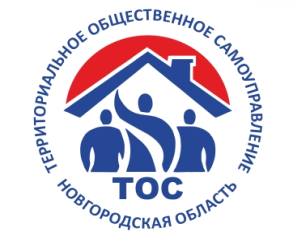 ТЕРРИТОРИАЛЬНОЕ ОБЩЕСТВЕННОЕ САМОУПРАВЛЕНИЕ
ТОС
НОВГОРОДСКАЯ ОБЛАСТЬ